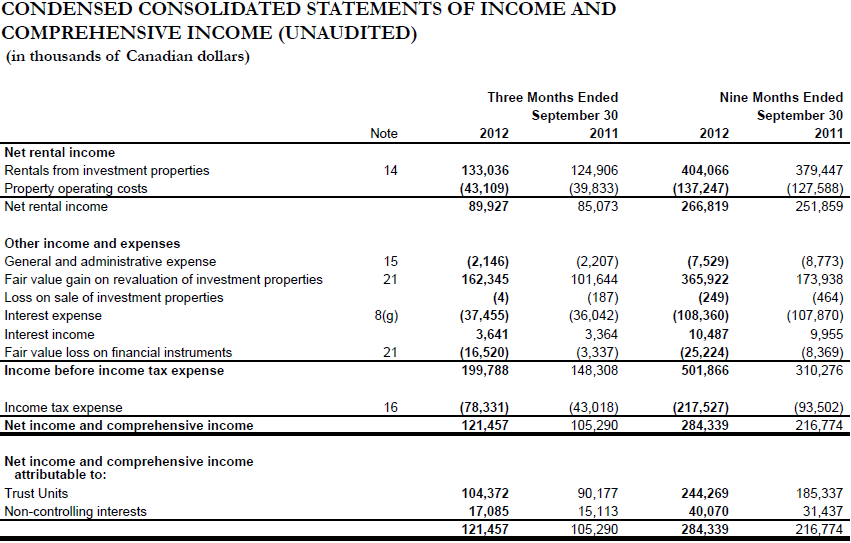 CONDENSED CONSOLIDATED STATEMENTS OF INCOME AND
COMPREHENSIVE INCOME (UNAUDITED)
(in thousands of Canadian dollars)
Three Months Ended Nine Months Ended
September 30 September 30
Note 2012 2011 2012 2011
Net rental income
Rentals from investment properties 14 133,036 124,906 404,066 379,447
Property operating costs (43,109) (39,833) (137,247) (127,588)
Net rental income 89,927 85,073 266,819 251,859
Other income and expenses
General and administrative expense 15 (2,146) (2,207) (7,529) (8,773)
Fair value gain on revaluation of investment properties 21 162,345 101,644 365,922 173,938
Loss on sale of investment properties (4) (187) (249) (464)
Interest expense 8(g) (37,455) (36,042) (108,360) (107,870)
Interest income 3,641 3,364 10,487 9,955
Fair value loss on financial instruments 21 (16,520) (3,337) (25,224) (8,369)
Income before income tax expense 199,788 148,308 501,866 310,276
Income tax expense 16 (78,331) (43,018) (217,527) (93,502)
Net income and comprehensive income 121,457 105,290 284,339 216,774
Net income and comprehensive income
attributable to:
Trust Units 104,372 90,177 244,269 185,337
Non-controlling interests 17,085 15,113 40,070 31,437
121,457 105,290 284,339 216,774